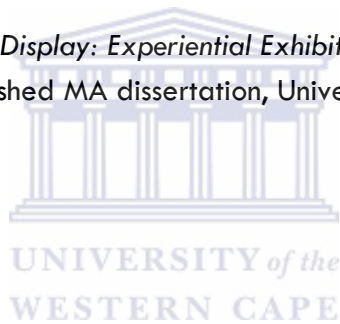 Display: Experiential Exhibit
shed MA dissertation, Unive
UNIVERSITY of the
WESTERN CAPE